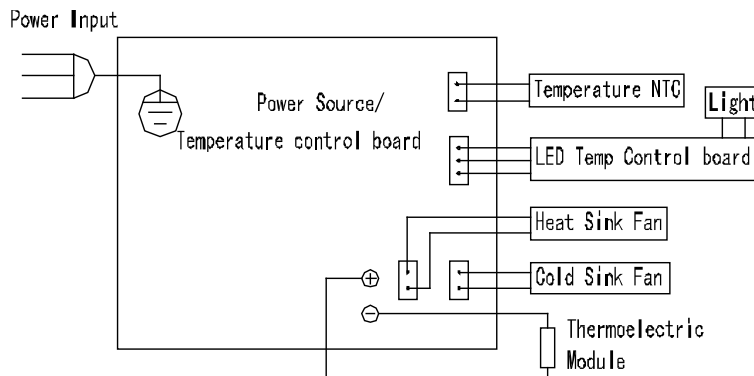 Power Input
Power Source/
Temperature control board
Temperature NTC
Light
LED Temp Control board
Heat Sink Fan
Cold Sink Fan
+
−
Thermoelectric
Module